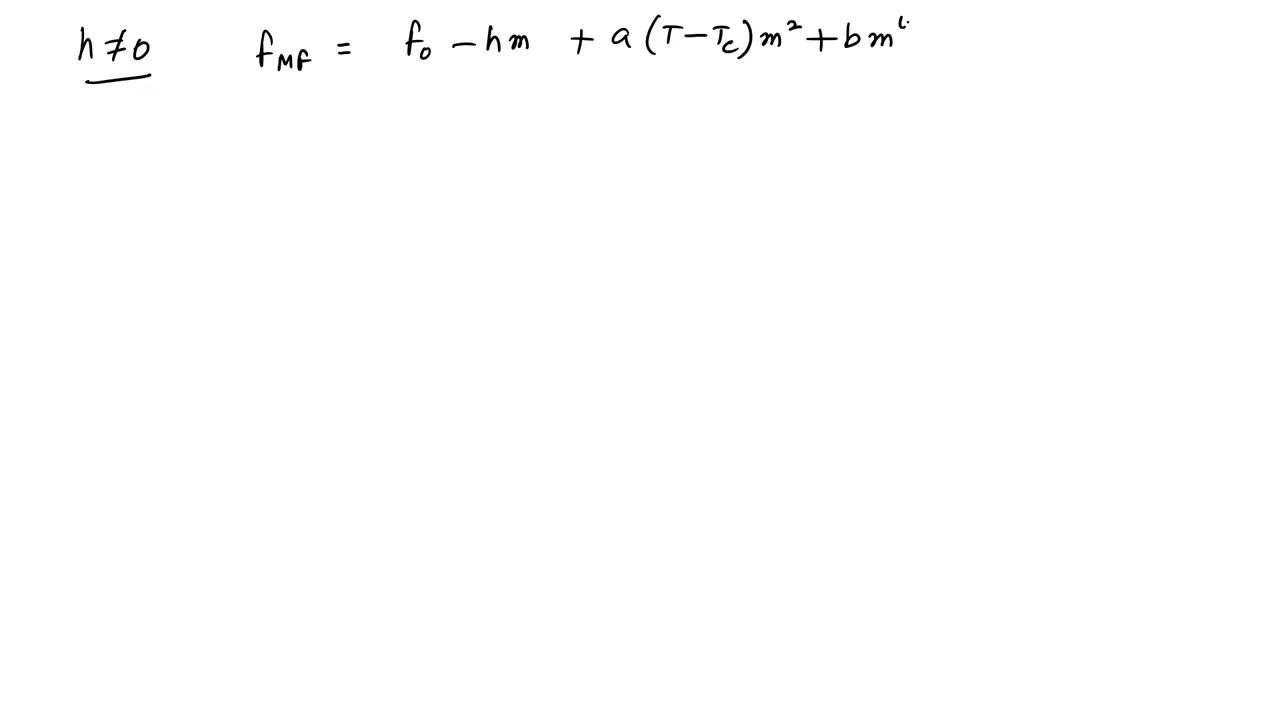 h≠0 f_MF = f_0 − hm + a(T−T_c)m² + bm